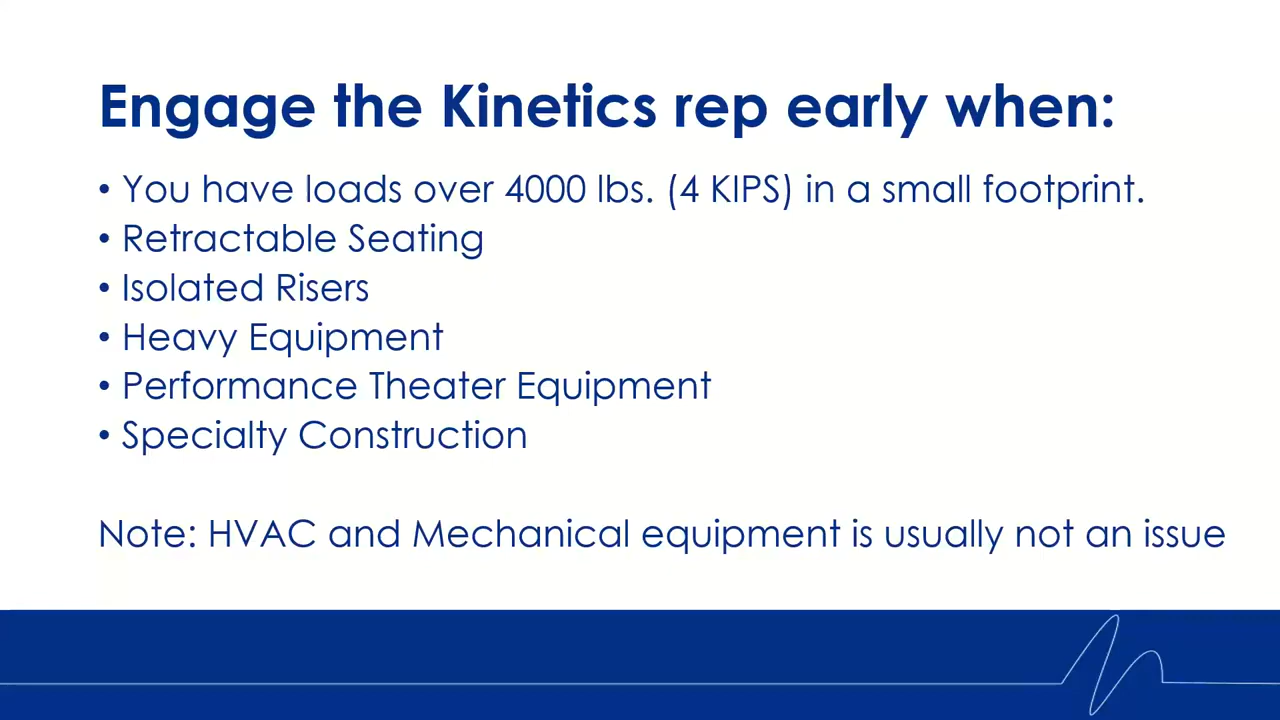 Engage the Kinetics rep early when:
• You have loads over 4000 lbs. (4 KIPS) in a small footprint.
• Retractable Seating
• Isolated Risers
• Heavy Equipment
• Performance Theater Equipment
• Specialty Construction
Note: HVAC and Mechanical equipment is usually not an issue